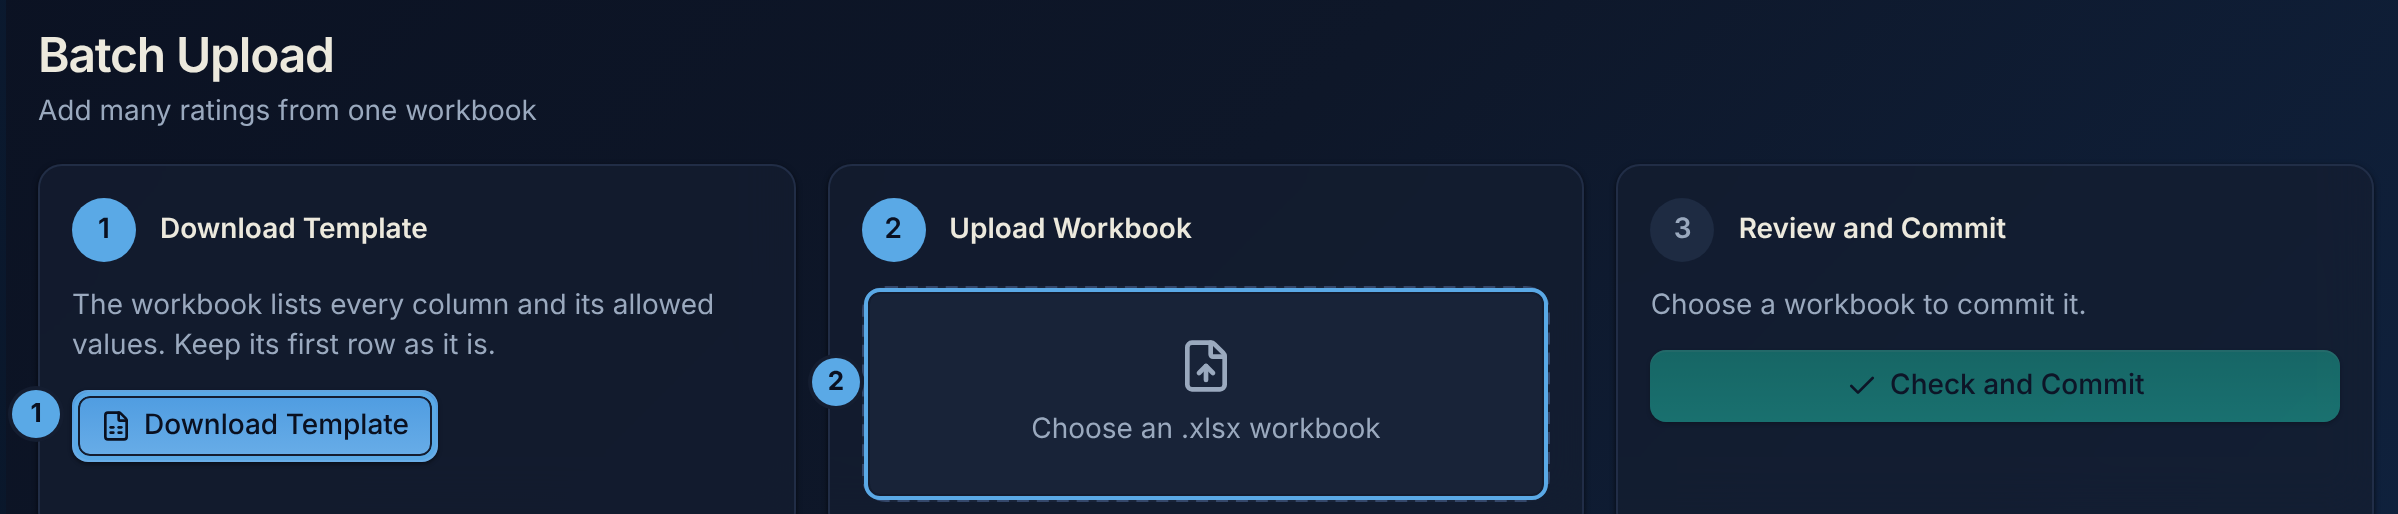 Batch Upload
Add many ratings from one workbook
1 Download Template
The workbook lists every column and its allowed
values. Keep its first row as it is.
1 Download Template
2 Upload Workbook
2
Choose an .xlsx workbook
3 Review and Commit
Choose a workbook to commit it.
Check and Commit